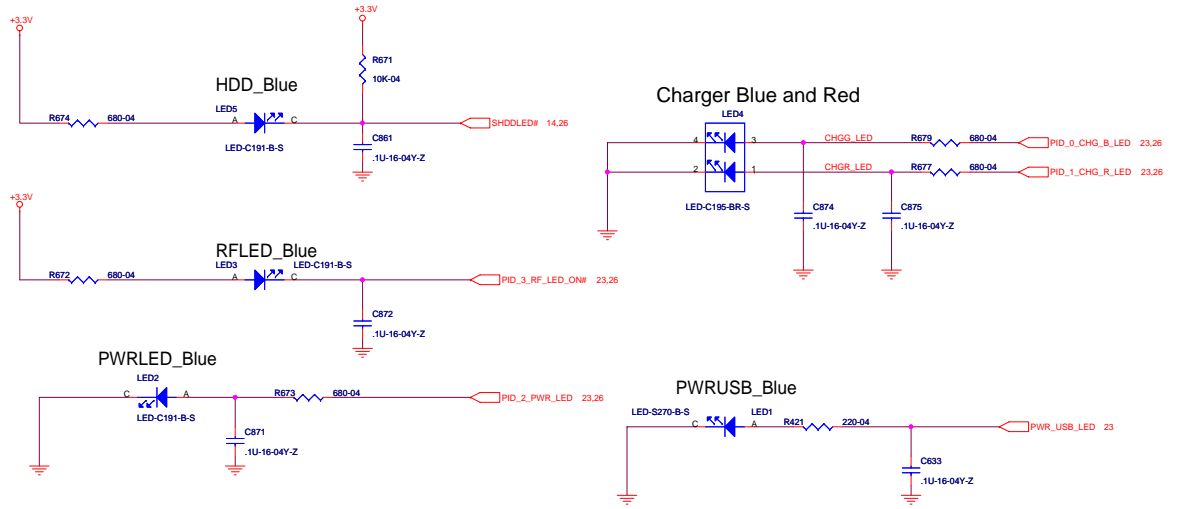 +3.3V
+3.3V
R671
10K-04
HDD_Blue
LED5
R674 680-04 A C SHDDLED# 14,26
LED-C191-B-S
C861
.1U-16-04Y-Z
+3.3V
RFLED_Blue
LED3 LED-C191-B-S
R672 680-04 A C PID_3_RF_LED_ON# 23,26
C872
.1U-16-04Y-Z
PWRLED_Blue
LED2
C A R673 680-04 PID_2_PWR_LED 23,26
LED-C191-B-S
C871
.1U-16-04Y-Z
Charger Blue and Red
LED4
4 3 CHGG_LED R679 680-04 PID_0_CHG_B_LED 23,26
2 1 CHGR_LED R677 680-04 PID_1_CHG_R_LED 23,26
LED-C195-BR-S
C874
.1U-16-04Y-Z
C875
.1U-16-04Y-Z
PWRUSB_Blue
LED-S270-B-S LED1
C A R421 220-04 PWR_USB_LED 23
C633
.1U-16-04Y-Z